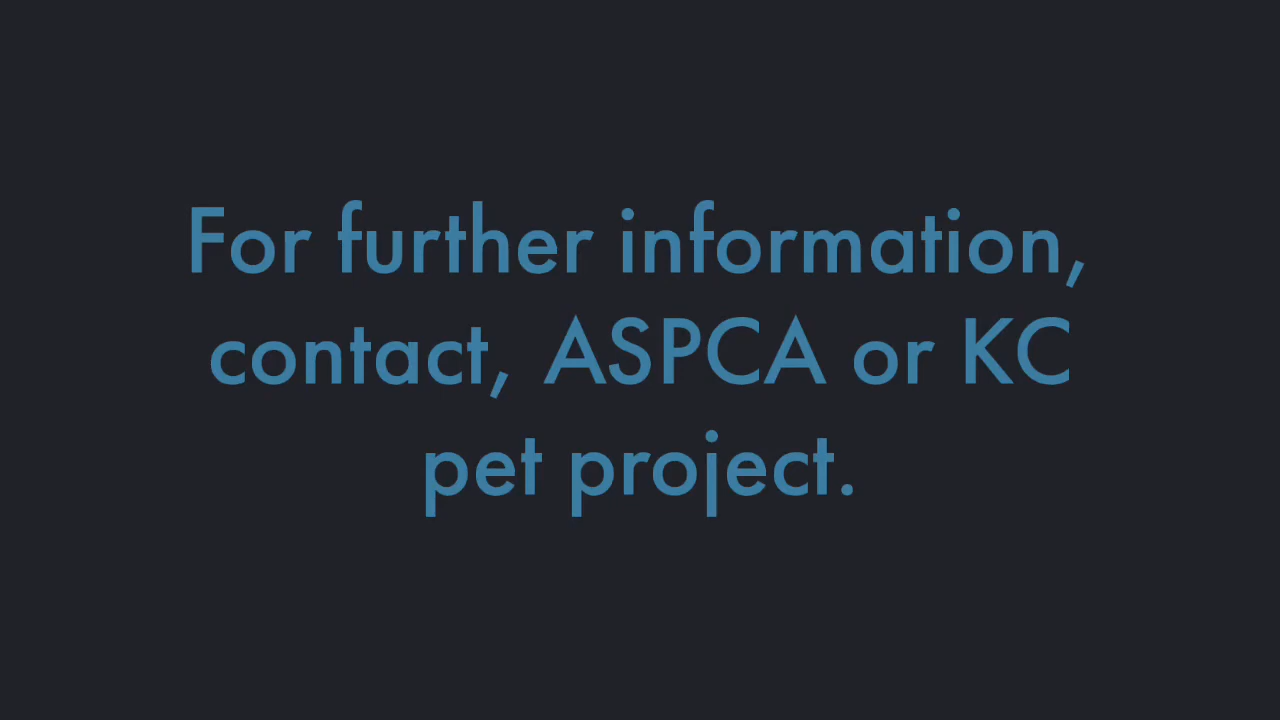 For further information,
contact, ASPCA or KC
pet project.